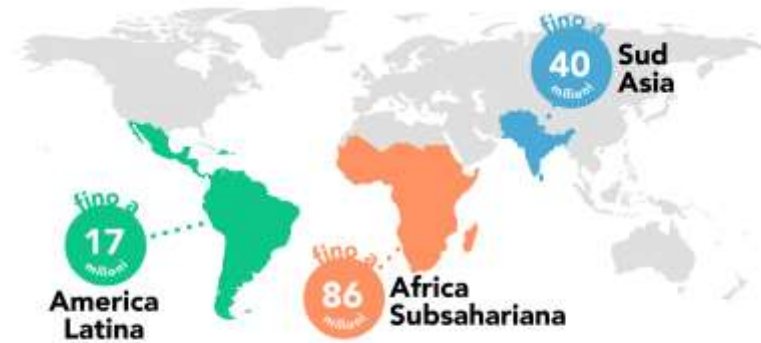 fino a
40
milioni
Sud
Asia
fino a
17
milioni
America
Latina
fino a
86
milioni
Africa
Subsahariana